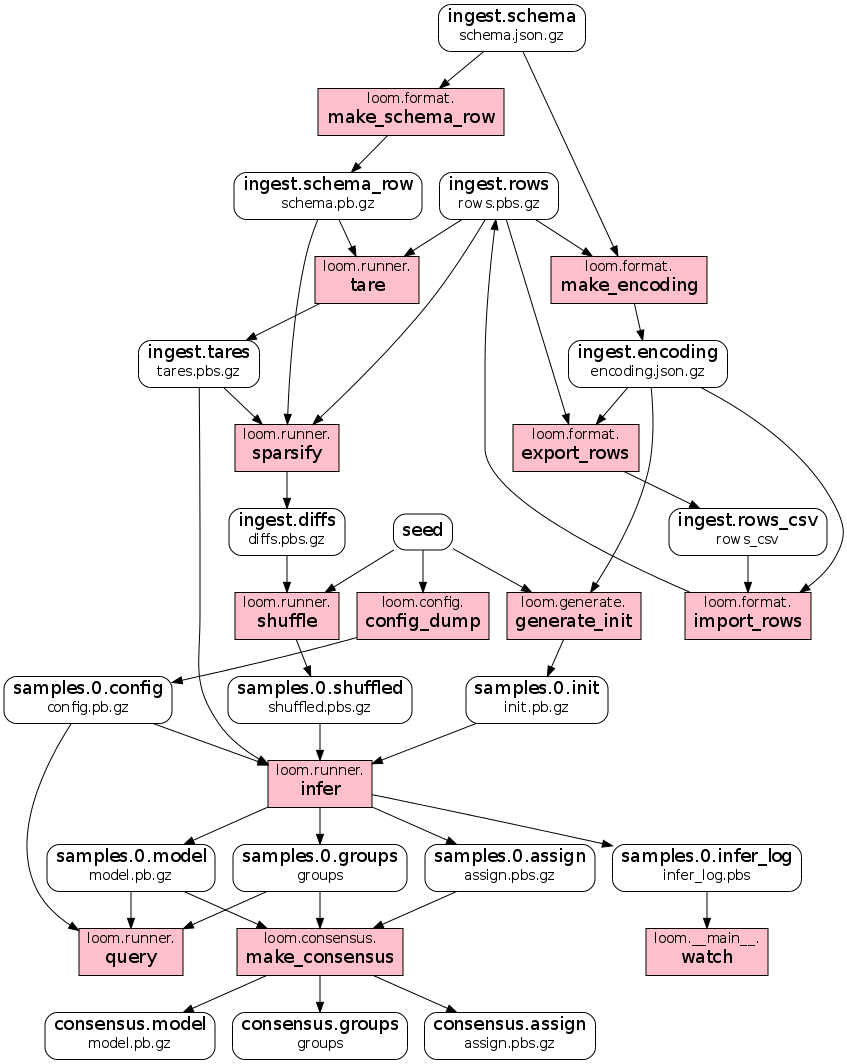 ingest.schema
schema.json.gz
loom.format.
make_schema_row
ingest.schema_row
schema.pb.gz
ingest.rows
rows.pbs.gz
loom.runner.
tare
loom.format.
make_encoding
ingest.tares
tares.pbs.gz
ingest.encoding
encoding.json.gz
loom.runner.
sparsify
loom.format.
export_rows
ingest.diffs
diffs.pbs.gz
seed
ingest.rows_csv
rows_csv
loom.runner.
shuffle
loom.config.
config_dump
loom.generate.
generate_init
loom.format.
import_rows
samples.0.config
config.pb.gz
samples.0.shuffled
shuffled.pbs.gz
samples.0.init
init.pb.gz
loom.runner.
infer
samples.0.model
model.pb.gz
samples.0.groups
groups
samples.0.assign
assign.pbs.gz
samples.0.infer_log
infer_log.pbs
loom.runner.
query
loom.consensus.
make_consensus
loom.__main__.
watch
consensus.model
model.pb.gz
consensus.groups
groups
consensus.assign
assign.pbs.gz